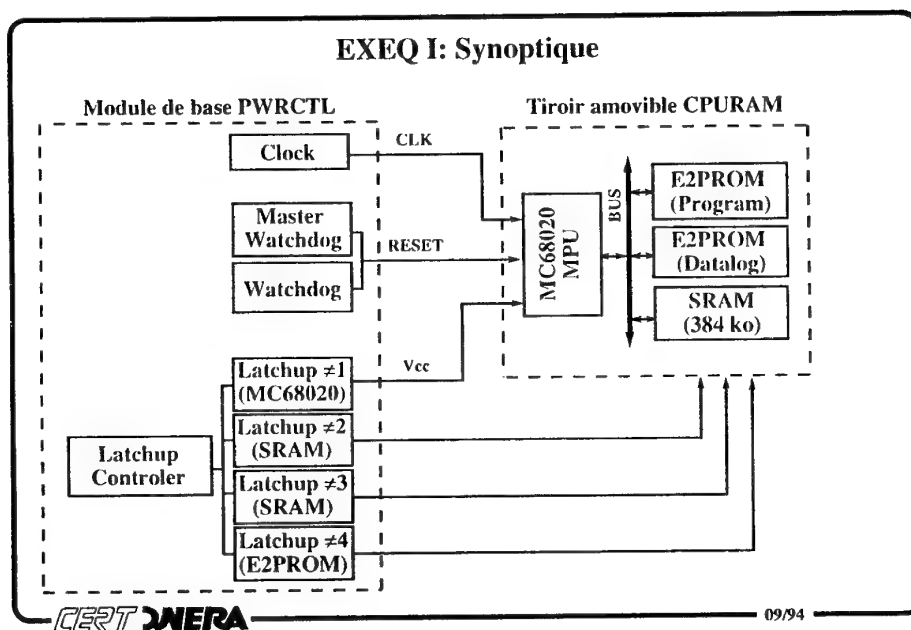 EXEQ I: Synoptique
Module de base PWRCTL
Clock
Master
Watchdog
Watchdog
Latchup ≠1
(MC68020)
Latchup ≠2
(SRAM)
Latchup ≠3
(SRAM)
Latchup ≠4
(E2PROM)
Latchup
Controler
CLK
RESET
Vcc
Tiroir amovible CPURAM
MC68020
MPU
BUS
E2PROM
(Program)
E2PROM
(Datalog)
SRAM
(384 ko)
CERT ONERA
09/94